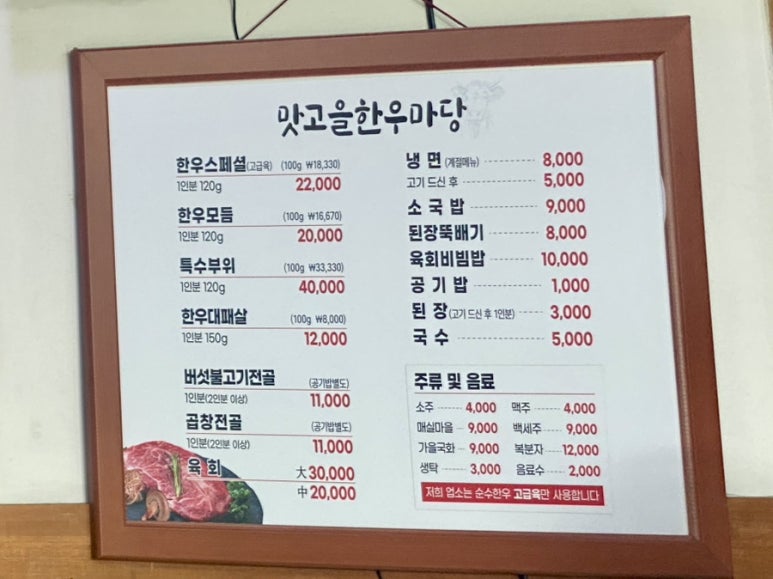 맛고을한우마당
한우스페셜(고급육) (100g ₩18,330)
1인분 120g 22,000
한우모듬 (100g ₩16,670)
1인분 120g 20,000
특수부위 (100g ₩33,330)
1인분 120g 40,000
한우대패살 (100g ₩8,000)
1인분 150g 12,000
버섯불고기전골 (공기밥별도)
1인분(2인분 이상) 11,000
곱창전골 (공기밥별도)
1인분(2인분 이상) 11,000
육 회 大 30,000
中 20,000
냉 면 (계절메뉴) 8,000
고기 드신 후 5,000
소 국 밥 9,000
된장뚝배기 8,000
육회비빔밥 10,000
공 기 밥 1,000
된 장 (고기 드신 후 1인분) 3,000
국 수 5,000
주류 및 음료
소주 4,000 맥주 4,000
매실마을 9,000 백세주 9,000
가을국화 9,000 복분자 12,000
생탁 3,000 음료수 2,000
저희 업소는 순수한우 고급육만 사용합니다